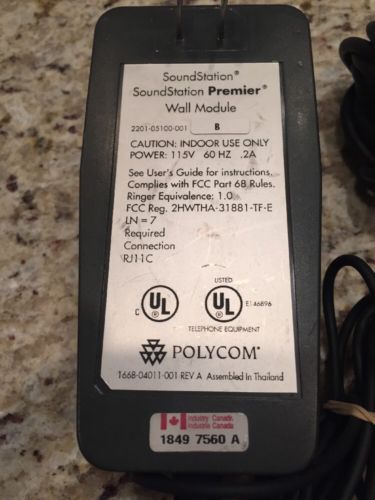 SoundStation®
SoundStation Premier®
Wall Module
2201-05100-001 B
CAUTION: INDOOR USE ONLY
POWER: 115V 60 HZ .2A
See User's Guide for instructions.
Complies with FCC Part 68 Rules.
Ringer Equivalence: 1.0
FCC Reg. 2HWTHA-31881-TF-E
LN = 7
Required
Connection
RJ11C
LISTED
C UL® UL® E146896
TELEPHONE EQUIPMENT
POLYCOM®
1668-04011-001 REV A Assembled In Thailand
Industry Canada
Industrie Canada
1849 7560 A